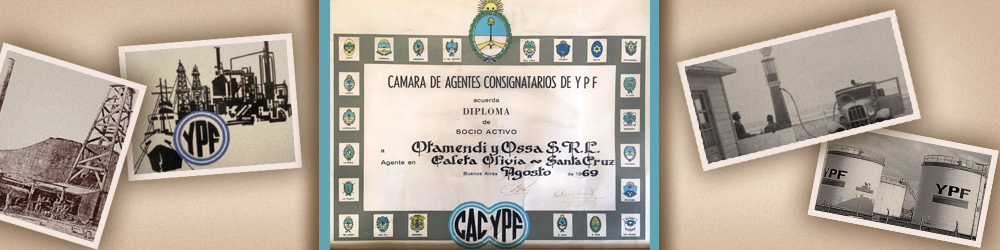 YPF
CAMARA DE AGENTES CONSIGNATARIOS DE Y P F
acuerda
DIPLOMA
de
SOCIO ACTIVO
a Otamendi y Ossa S.R.L.
Agente en Caleta Olivia ~ Santa Cruz
Buenos Aires Agosto de 1969
CAC YPF
YPF
YPF